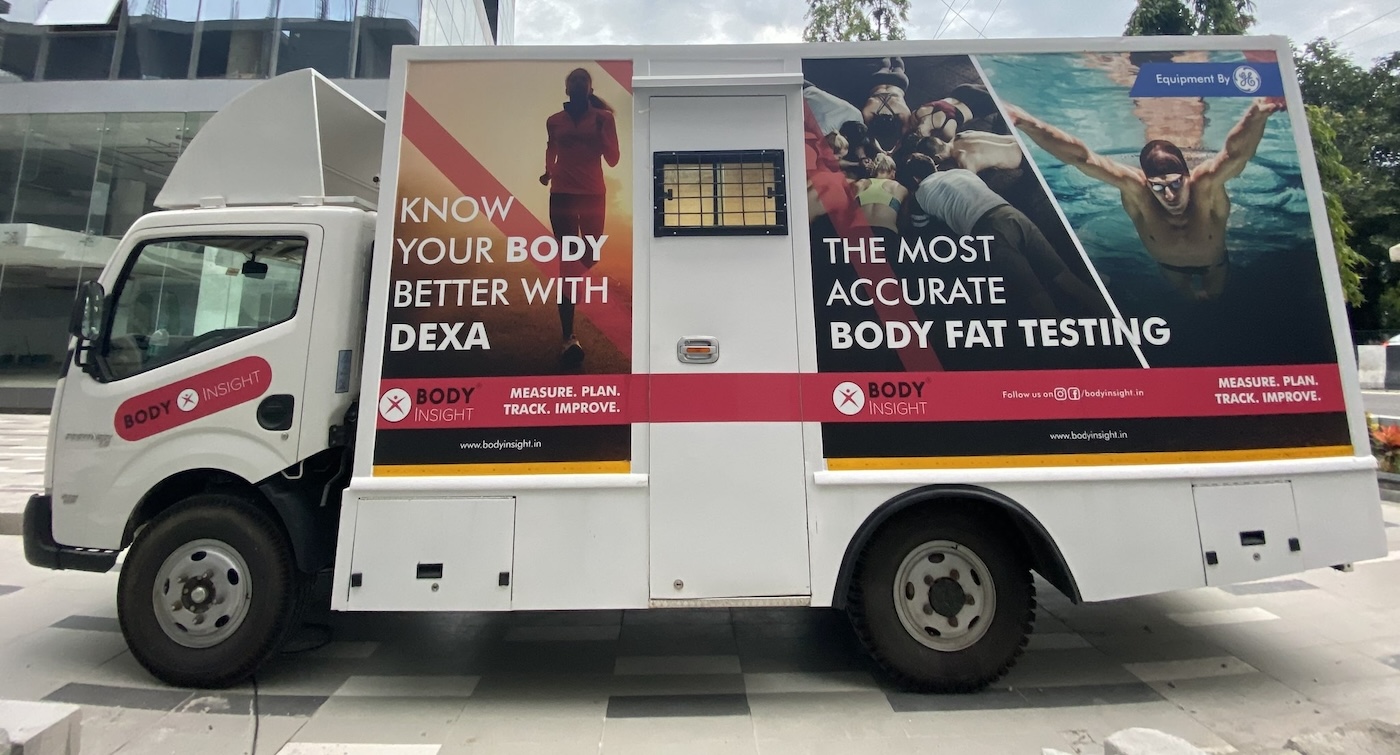 KNOW
YOUR BODY
BETTER WITH
DEXA
BODY INSIGHT
BODY®
INSIGHT
MEASURE. PLAN.
TRACK. IMPROVE.
www.bodyinsight.in
Equipment By GE
THE MOST
ACCURATE
BODY FAT TESTING
BODY®
INSIGHT
Follow us on /bodyinsight.in
MEASURE. PLAN.
TRACK. IMPROVE.
www.bodyinsight.in